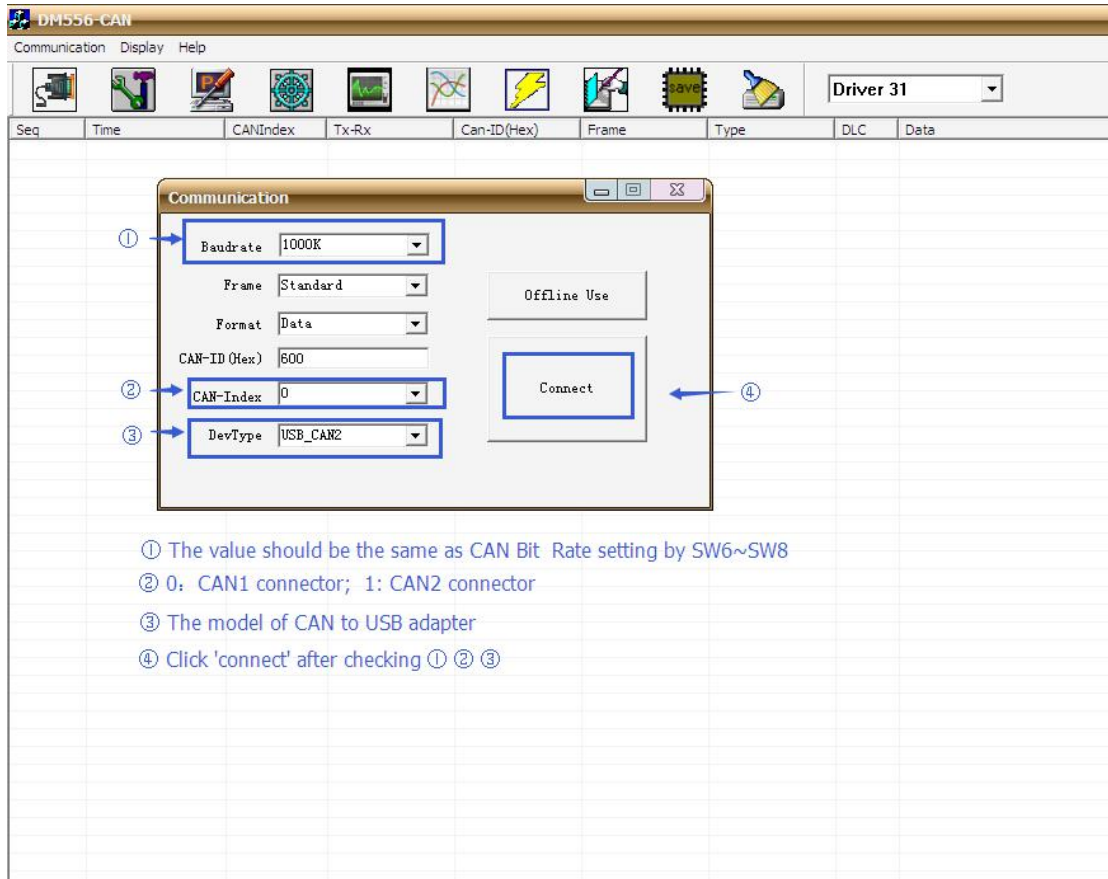 DM556-CAN
Communication Display Help
save
Driver 31
Seq Time CANIndex Tx-Rx Can-ID(Hex) Frame Type DLC Data
Communication
① Baudrate 1000K
Frame Standard
Offline Use
Format Data
CAN-ID(Hex) 600
② CAN-Index 0
Connect ④
③ DevType USB_CAN2
① The value should be the same as CAN Bit Rate setting by SW6~SW8
② 0：CAN1 connector; 1: CAN2 connector
③ The model of CAN to USB adapter
④ Click 'connect' after checking ① ② ③